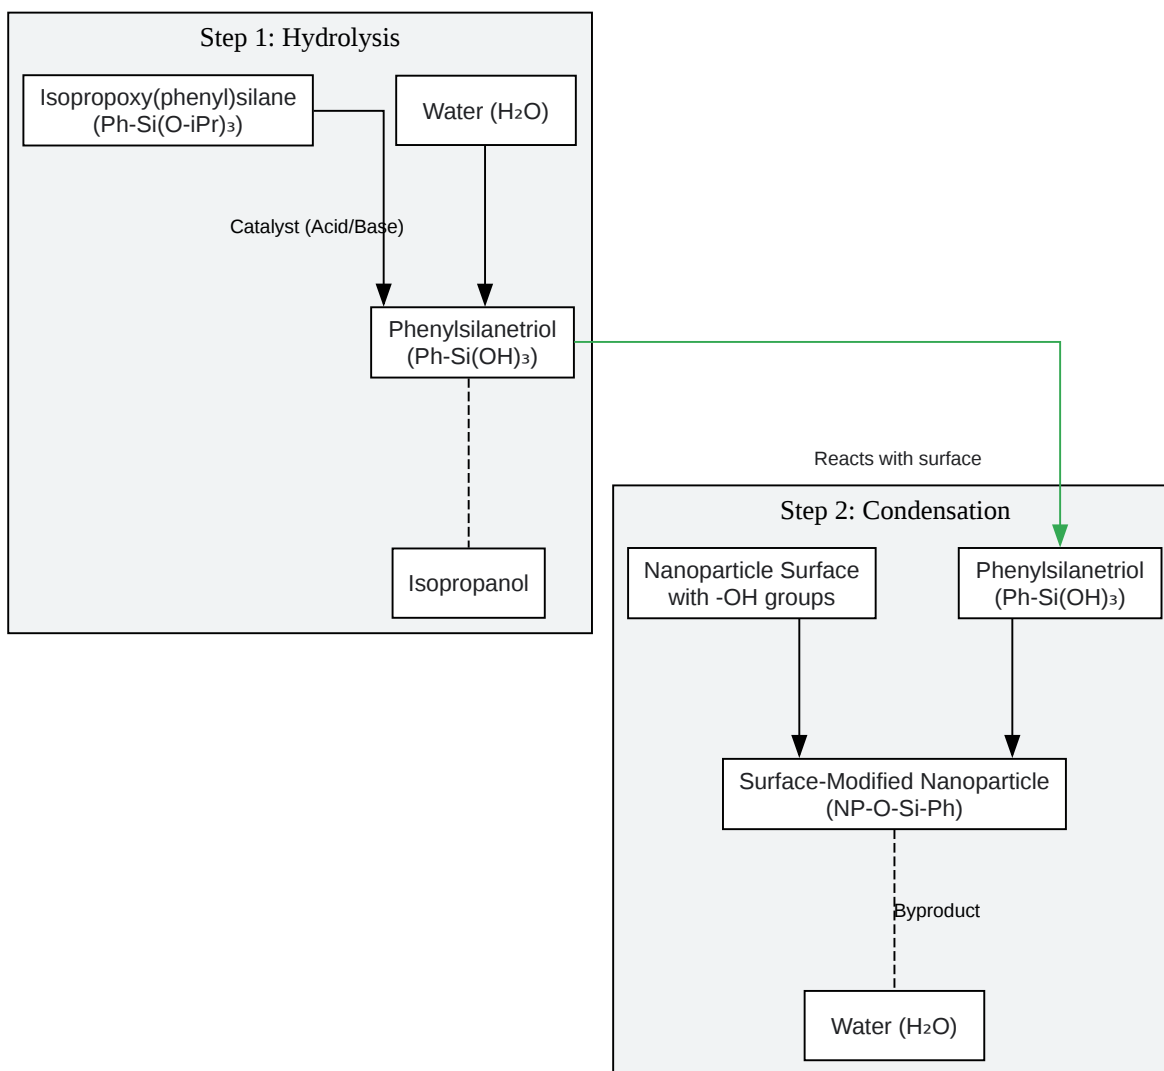 Step 1: Hydrolysis
Isopropoxy(phenyl)silane
(Ph-Si(O-iPr)₃)
Water (H₂O)
Catalyst (Acid/Base)
Phenylsilanetriol
(Ph-Si(OH)₃)
Isopropanol
Reacts with surface
Step 2: Condensation
Nanoparticle Surface
with -OH groups
Phenylsilanetriol
(Ph-Si(OH)₃)
Surface-Modified Nanoparticle
(NP-O-Si-Ph)
Byproduct
Water (H₂O)